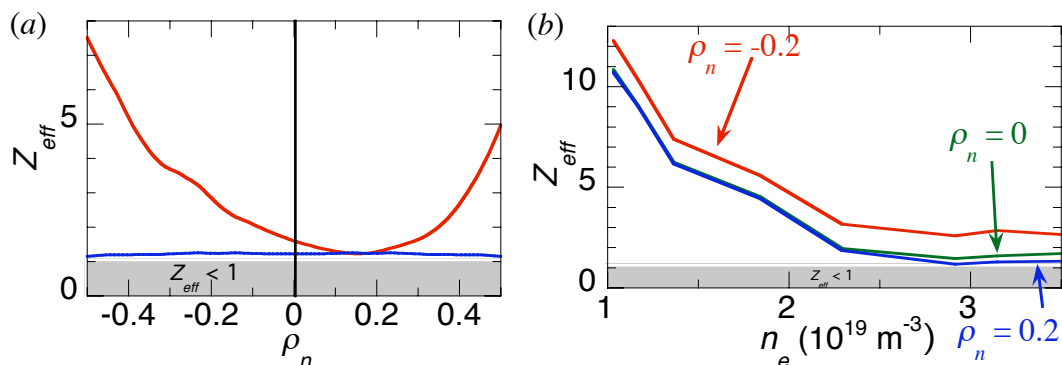 (a)
Z_eff
5
0
Z_eff < 1
-0.4 -0.2 0 0.2 0.4
ρ_n
(b)
Z_eff
10
5
0
ρ_n = -0.2
ρ_n = 0
Z_eff < 1
1 2 3
n_e (10^19 m^-3)
ρ_n = 0.2